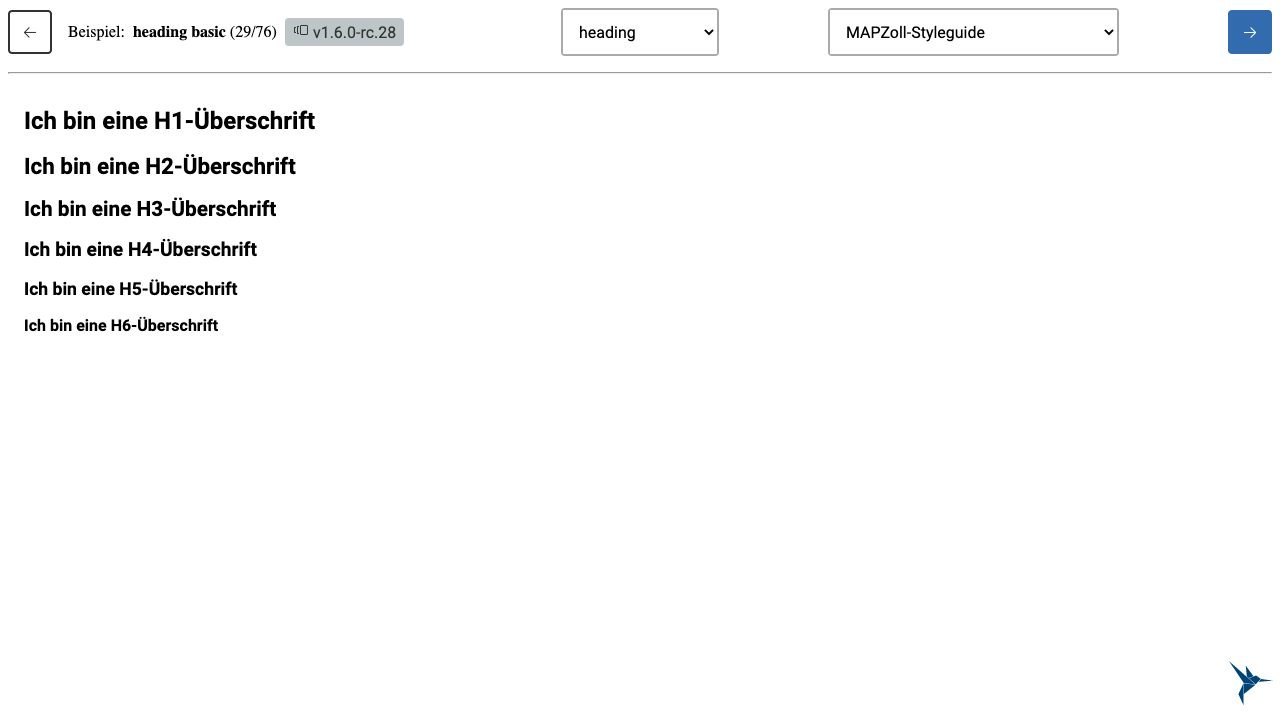 Beispiel: heading basic (29/76) v1.6.0-rc.28 heading MAPZoll-Styleguide
Ich bin eine H1-Überschrift
Ich bin eine H2-Überschrift
Ich bin eine H3-Überschrift
Ich bin eine H4-Überschrift
Ich bin eine H5-Überschrift
Ich bin eine H6-Überschrift